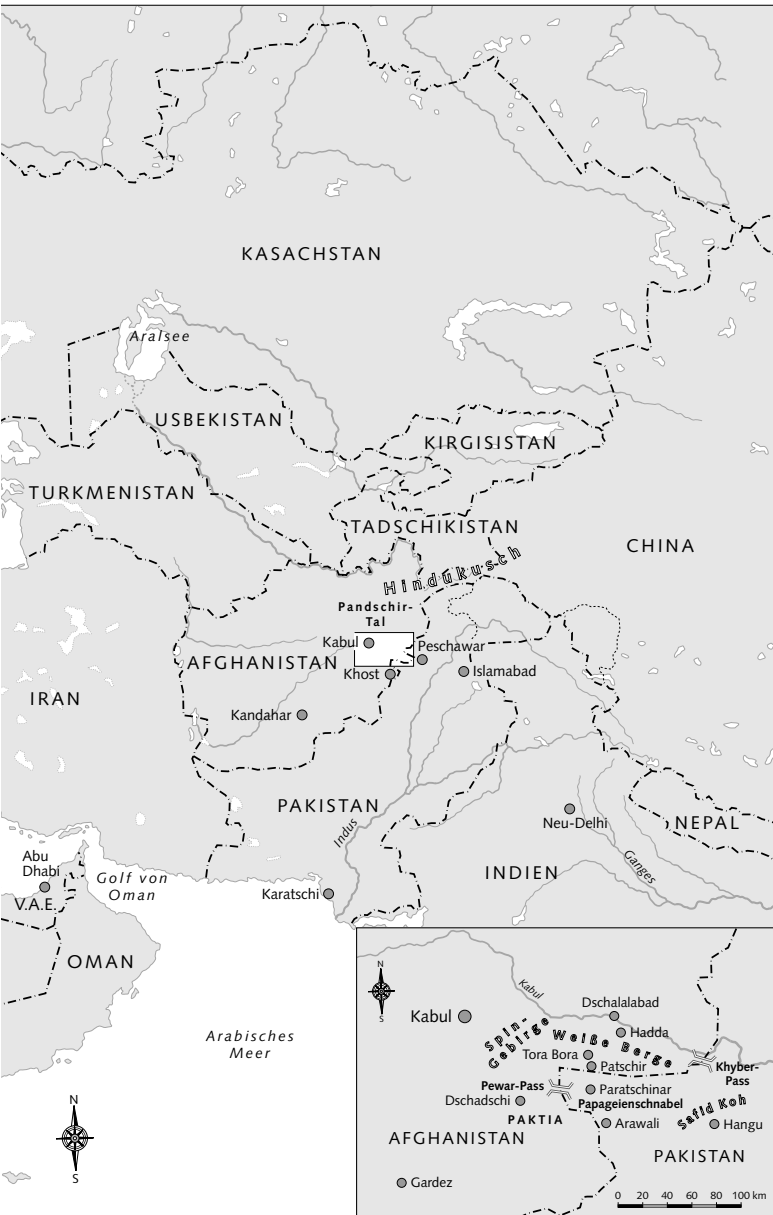 KASACHSTAN
Aralsee
USBEKISTAN
KIRGISISTAN
TURKMENISTAN
TADSCHIKISTAN
CHINA
Hindukusch
Pandschir-
Tal
Kabul
Peschawar
AFGHANISTAN
Khost
Islamabad
IRAN
Kandahar
PAKISTAN
Indus
Neu-Delhi
NEPAL
Abu
Dhabi
Golf von
Oman
V.A.E.
Karatschi
INDIEN
Ganges
OMAN
Arabisches
Meer
N
S
N
S
Kabul
Kabul
Dschalalabad
Hadda
Spin-
Gebirge
Weiße Berge
Tora Bora
Patschir
Khyber-
Pass
Pewar-Pass
Paratschinar
Dschadschi
Papageienschnabel
PAKTIA
Safid Koh
Arawali
Hangu
AFGHANISTAN
PAKISTAN
Gardez
0 20 40 60 80 100 km